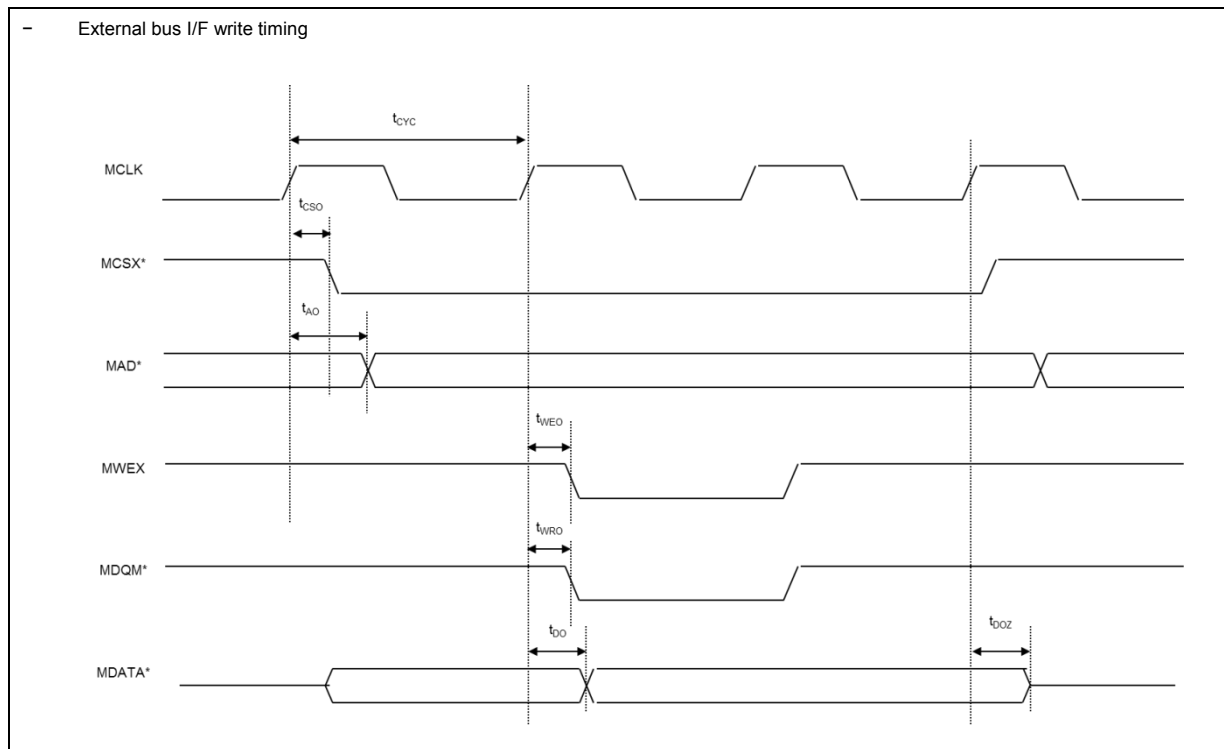 − External bus I/F write timing
tCYC
MCLK
tCSO
MCSX*
tAO
MAD*
tWEO
MWEX
tWRO
MDQM*
tDO
tDOZ
MDATA*